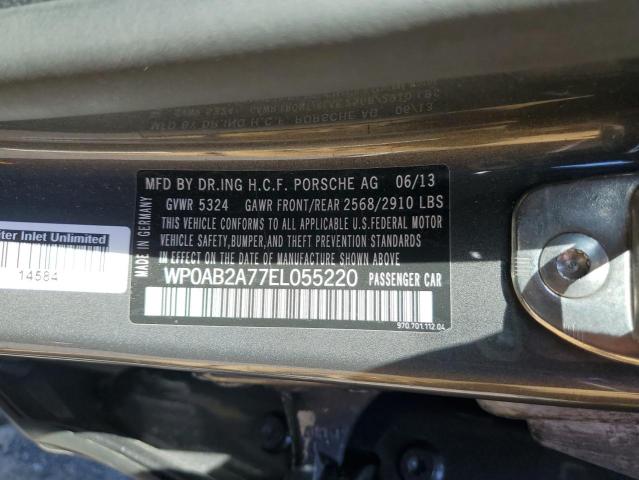 MFD BY DR.ING H.C.F. PORSCHE AG 06/13
GVWR 5324 GAWR FRONT/REAR 2568/2910 LBS
THIS VEHICLE CONFORMS TO ALL APPLICABLE U.S.FEDERAL MOTOR
VEHICLE SAFETY, BUMPER, AND THEFT PREVENTION STANDARDS
IN EFFECT ON THE DATE OF MANUFACTURE SHOWN ABOVE
WP0AB2A77EL055220 PASSENGER CAR
970.701.112.04
MADE IN GERMANY
ter Inlet Unlimited
14584